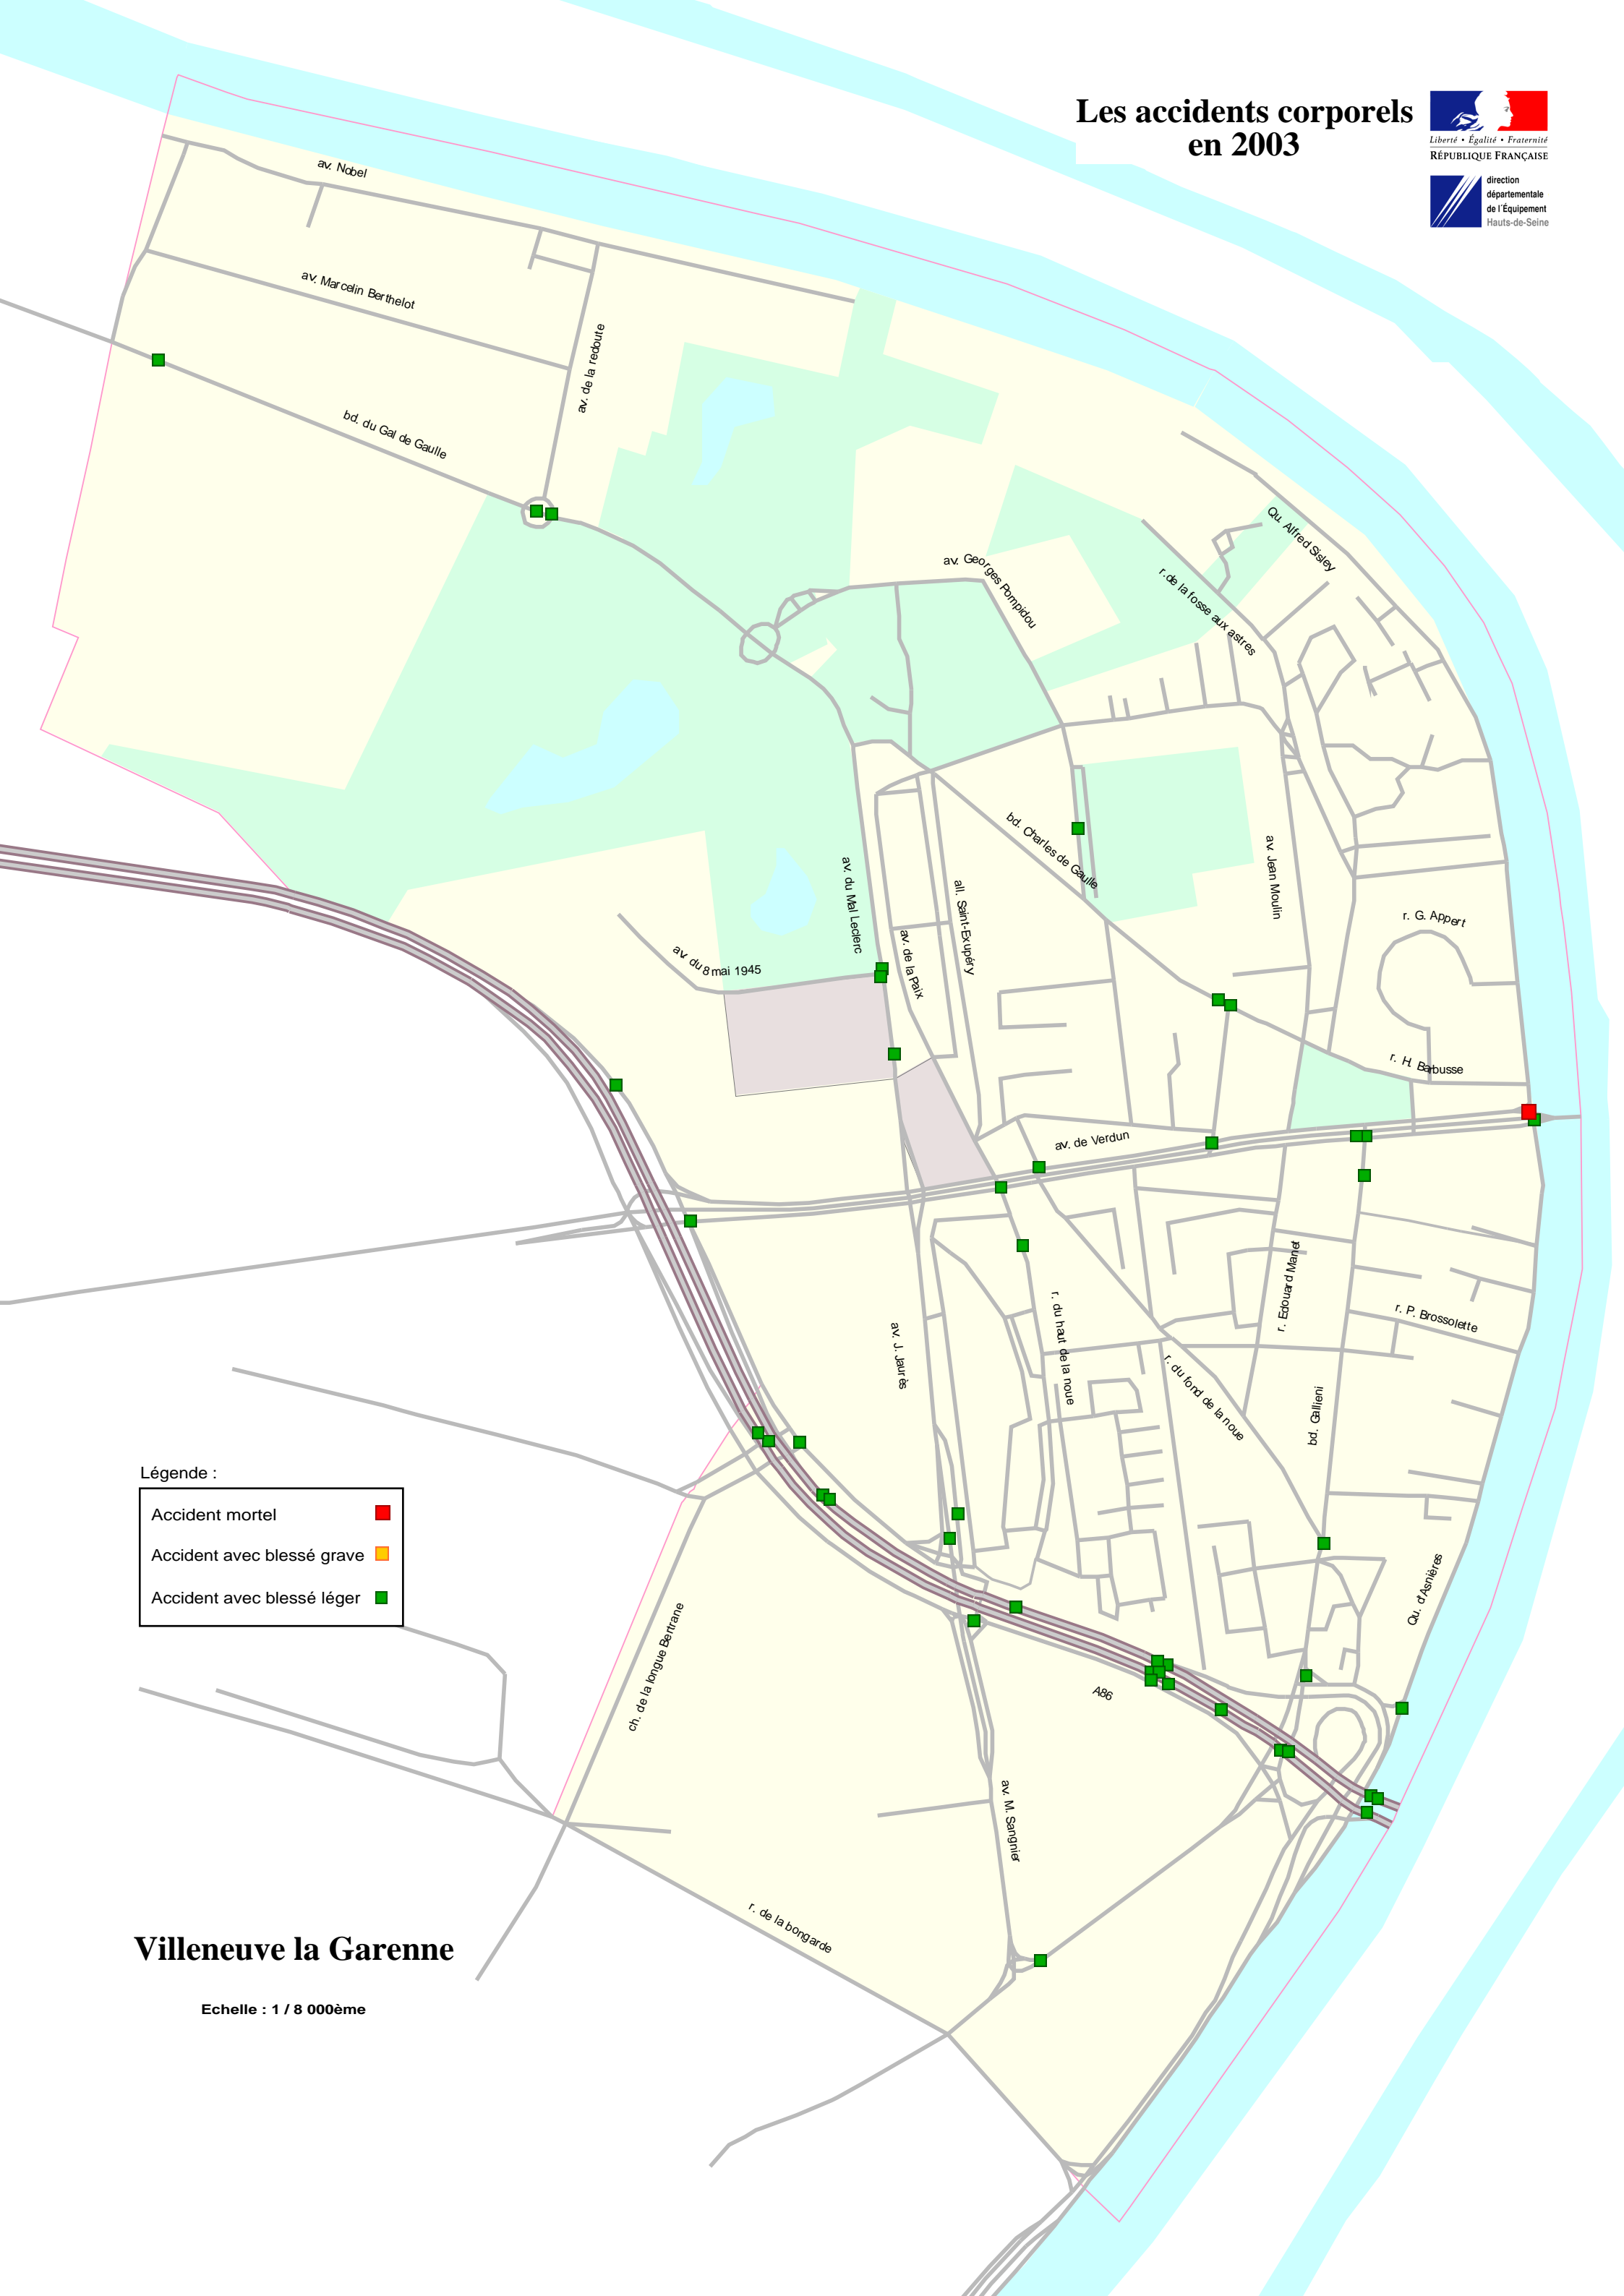 Les accidents corporels
en 2003
Liberté • Égalité • Fraternité
RÉPUBLIQUE FRANÇAISE
direction
départementale
de l'Équipement
Hauts-de-Seine
av. Nobel
av. Marcelin Berthelot
av. de la redoute
bd. du Gal de Gaulle
Qu. Alfred Sisley
av. Georges Pompidou
r.de la fosse aux astres
bd. Charles de Gaulle
av. Jean Moulin
av. du Mal Leclerc
all. Saint-Exupéry
av. de la Paix
r. G. Appert
av. du 8 mai 1945
r. H. Barbusse
av. de Verdun
r. Edouard Manet
r. du haut de la noue
r. P. Brossolette
av. J. Jaurès
r. du fond de la noue
bd. Gallieni
Légende :
Accident mortel
Accident avec blessé grave
Accident avec blessé léger
Qu. d'Asnières
ch. de la longue Bertrane
A86
av. M. Sangnier
r. de la bongarde
Villeneuve la Garenne
Echelle : 1 / 8 000ème